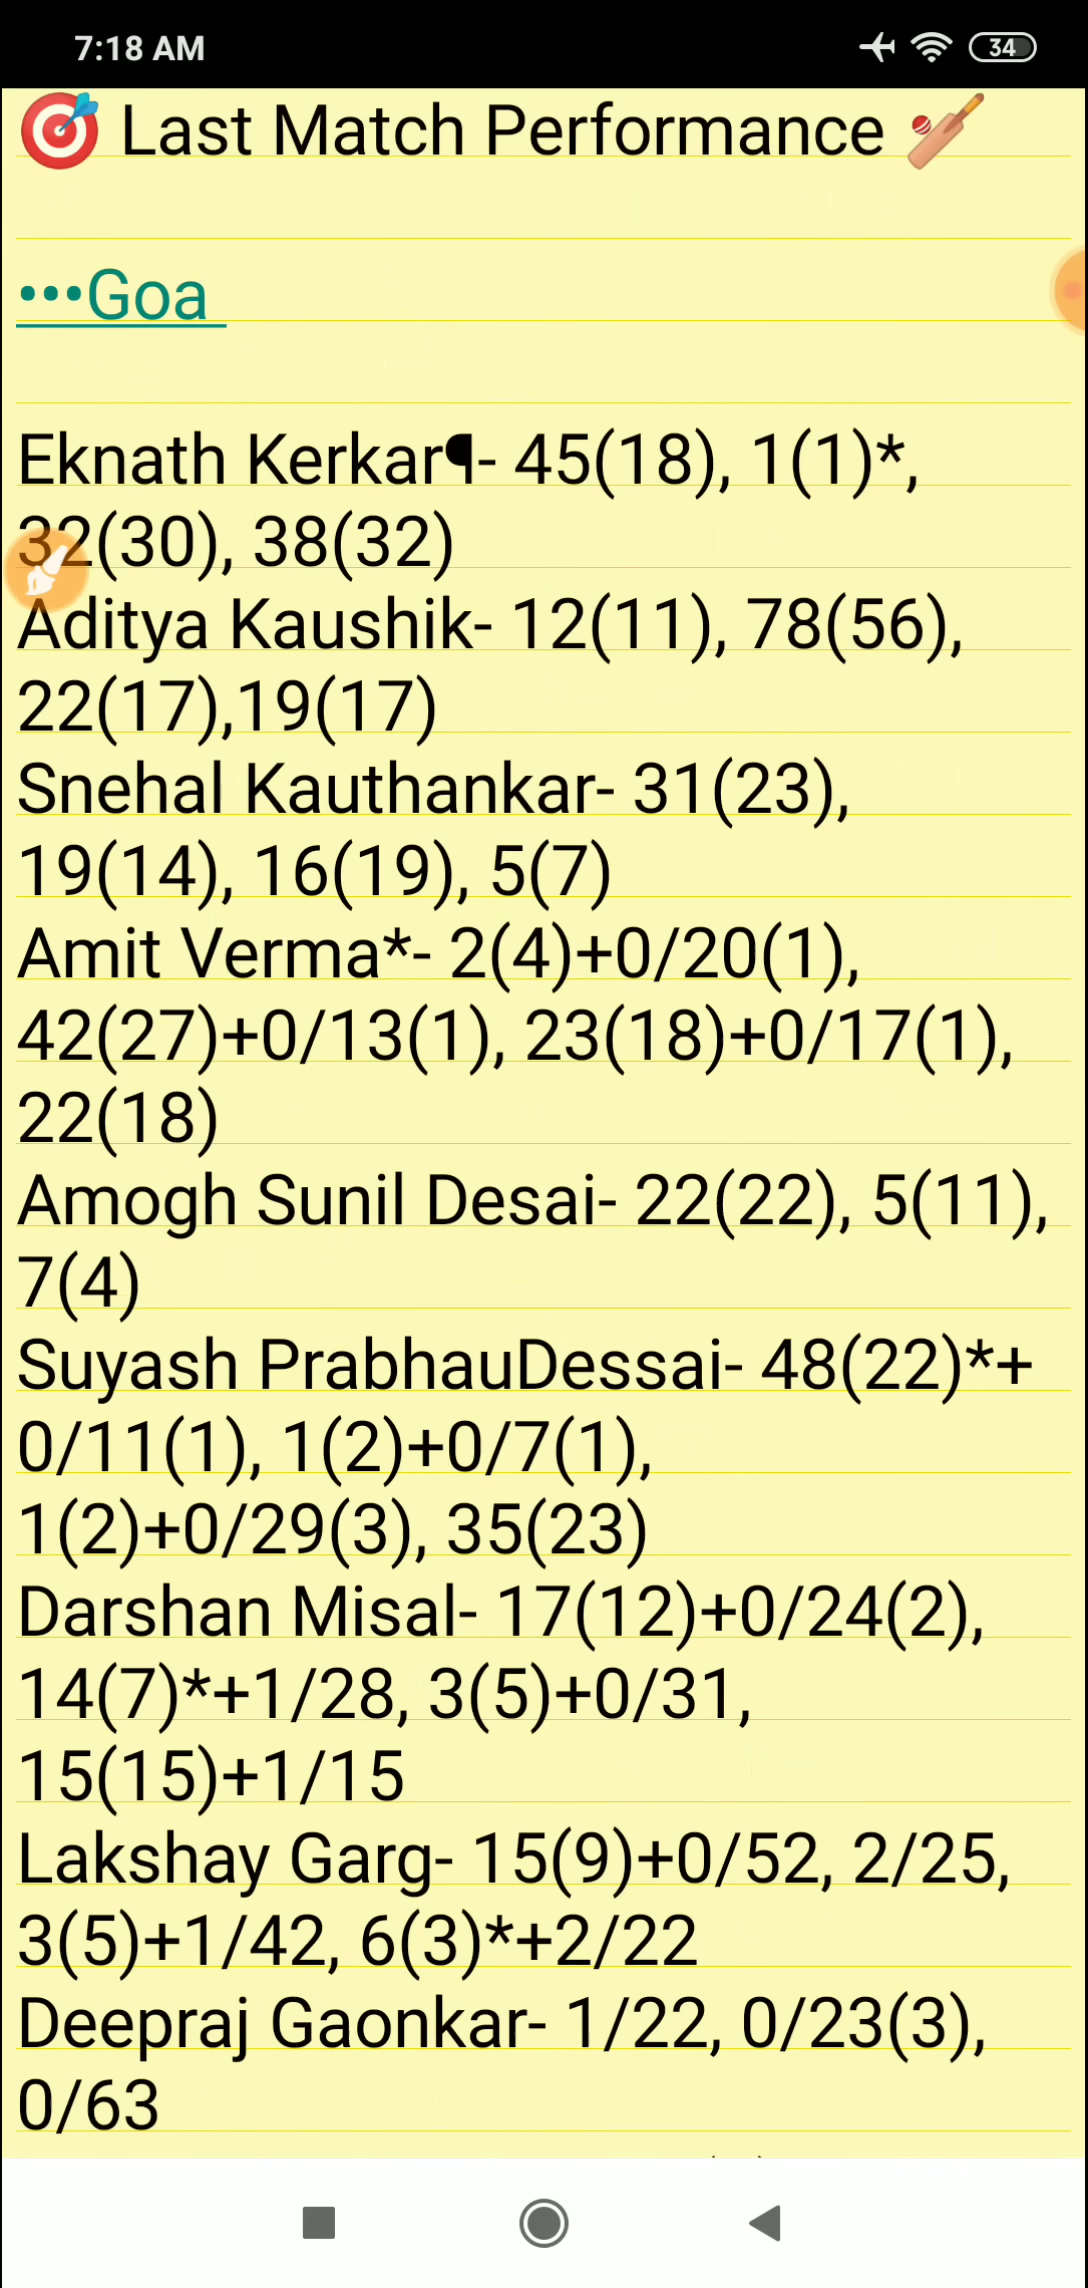 7:18 AM
34
Last Match Performance
•••Goa
Eknath Kerkar¶- 45(18), 1(1)*,
32(30), 38(32)
Aditya Kaushik- 12(11), 78(56),
22(17),19(17)
Snehal Kauthankar- 31(23),
19(14), 16(19), 5(7)
Amit Verma*- 2(4)+0/20(1),
42(27)+0/13(1), 23(18)+0/17(1),
22(18)
Amogh Sunil Desai- 22(22), 5(11),
7(4)
Suyash PrabhauDessai- 48(22)*+
0/11(1), 1(2)+0/7(1),
1(2)+0/29(3), 35(23)
Darshan Misal- 17(12)+0/24(2),
14(7)*+1/28, 3(5)+0/31,
15(15)+1/15
Lakshay Garg- 15(9)+0/52, 2/25,
3(5)+1/42, 6(3)*+2/22
Deepraj Gaonkar- 1/22, 0/23(3),
0/63